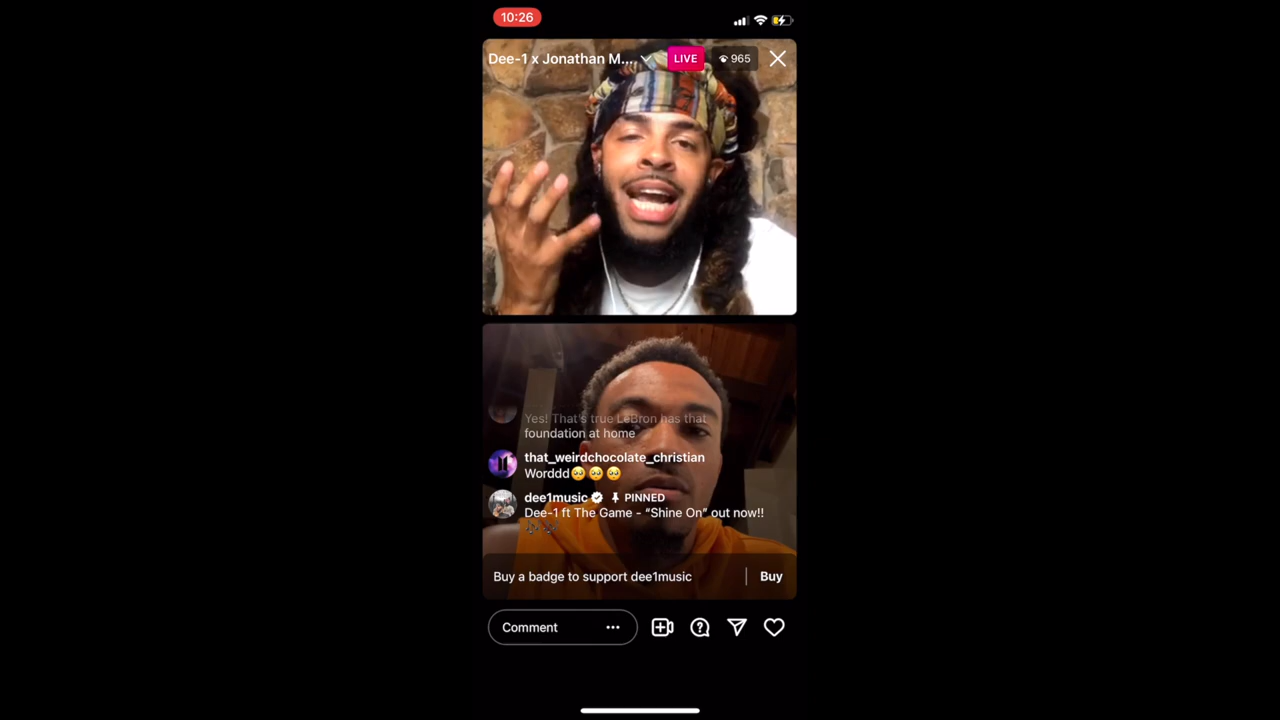 10:26
Dee-1 x Jonathan M....
LIVE
965
Yes! That's true LeBron has that
foundation at home
that_weirdchocolate_christian
Worddd🥺🥺🥺
dee1music PINNED
Dee-1 ft The Game - “Shine On” out now!!
Buy a badge to support dee1music
Buy
Comment